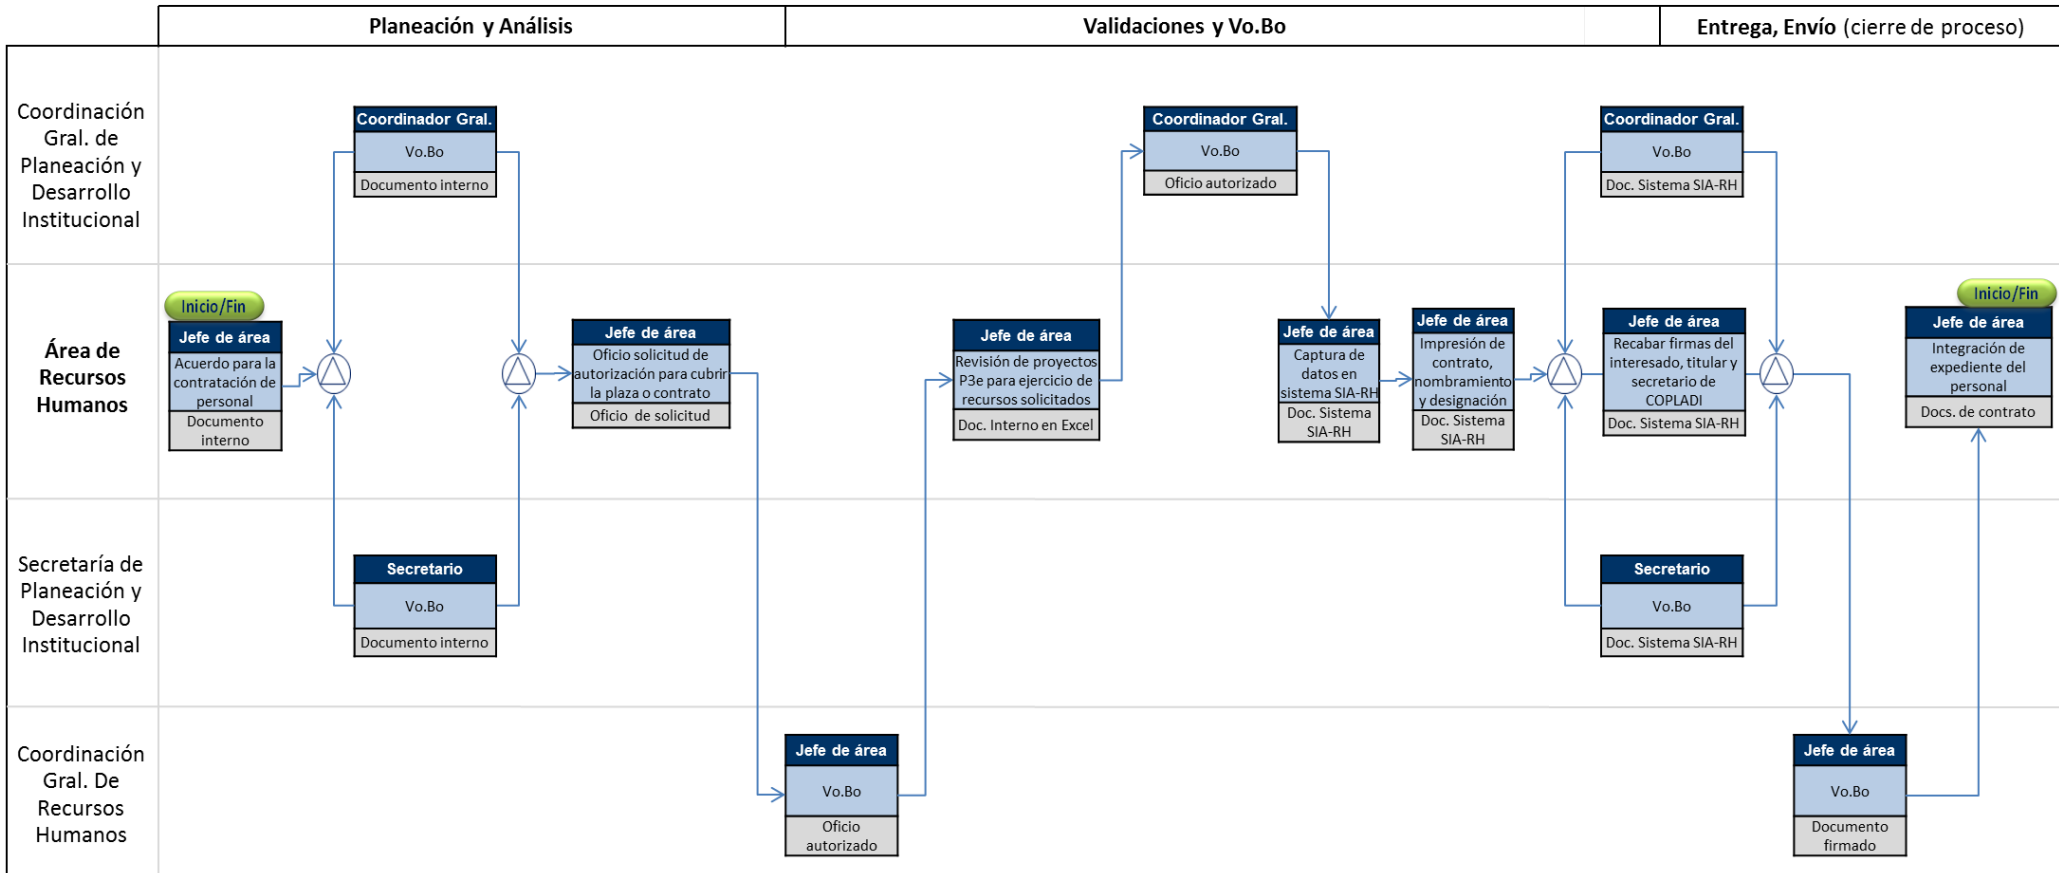 Planeación y Análisis
Validaciones y Vo.Bo
Entrega, Envío (cierre de proceso)
Coordinación
Gral. de
Planeación y
Desarrollo
Institucional
Coordinador Gral.
Vo.Bo
Documento interno
Coordinador Gral.
Vo.Bo
Oficio autorizado
Coordinador Gral.
Vo.Bo
Doc. Sistema SIA-RH
Área de
Recursos
Humanos
Inicio/Fin
Jefe de área
Acuerdo para la
contratación de
personal
Documento
interno
Jefe de área
Oficio solicitud de
autorización para cubrir
la plaza o contrato
Oficio de solicitud
Jefe de área
Revisión de proyectos
P3e para ejercicio de
recursos solicitados
Doc. Interno en Excel
Jefe de área
Captura de
datos en
sistema SIA-RH
Doc. Sistema
SIA-RH
Jefe de área
Impresión de
contrato,
nombramiento
y designación
Doc. Sistema
SIA-RH
Jefe de área
Recabar firmas del
interesado, titular y
secretario de
COPLADI
Doc. Sistema SIA-RH
Inicio/Fin
Jefe de área
Integración de
expediente del
personal
Docs. de contrato
Secretaría de
Planeación y
Desarrollo
Institucional
Secretario
Vo.Bo
Documento interno
Secretario
Vo.Bo
Doc. Sistema SIA-RH
Coordinación
Gral. De
Recursos
Humanos
Jefe de área
Vo.Bo
Oficio
autorizado
Jefe de área
Vo.Bo
Documento
firmado